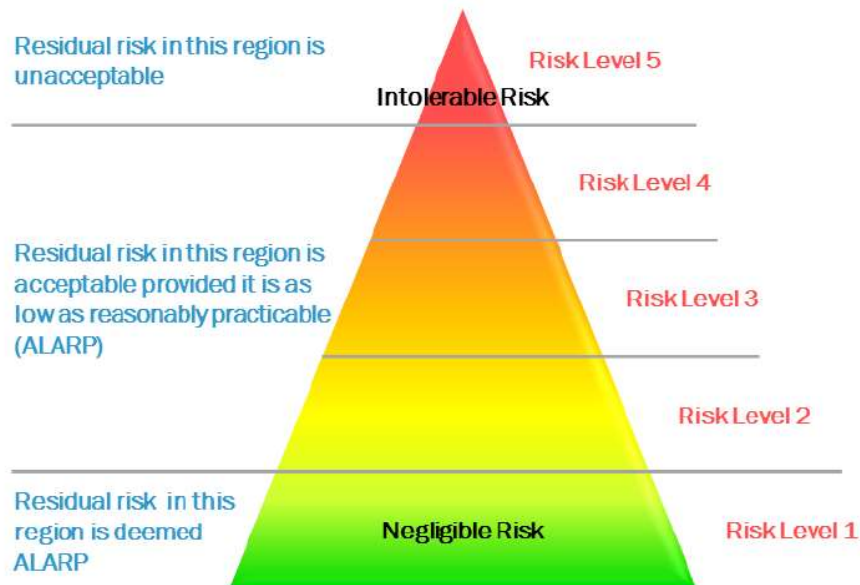 Residual risk in this region is
unacceptable
Risk Level 5
Intolerable Risk
Risk Level 4
Residual risk in this region is
acceptable provided it is as
low as reasonably practicable
(ALARP)
Risk Level 3
Risk Level 2
Residual risk in this
region is deemed
ALARP
Negligible Risk
Risk Level 1